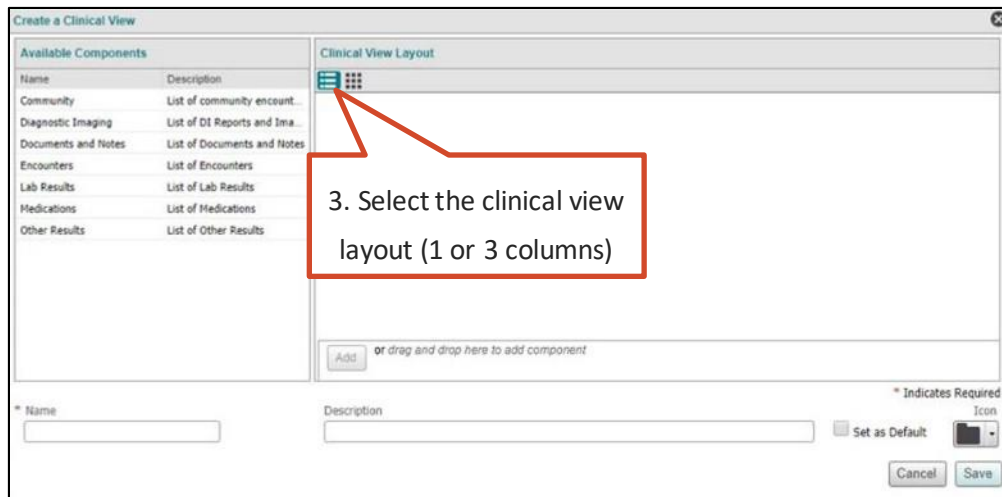 Create a Clinical View
Available Components
Name Description
Community List of community encount...
Diagnostic Imaging List of DI Reports and Ima...
Documents and Notes List of Documents and Notes
Encounters List of Encounters
Lab Results List of Lab Results
Medications List of Medications
Other Results List of Other Results
Clinical View Layout
3. Select the clinical view
layout (1 or 3 columns)
Add or drag and drop here to add component
* Indicates Required
* Name Description Icon
Set as Default
Cancel Save